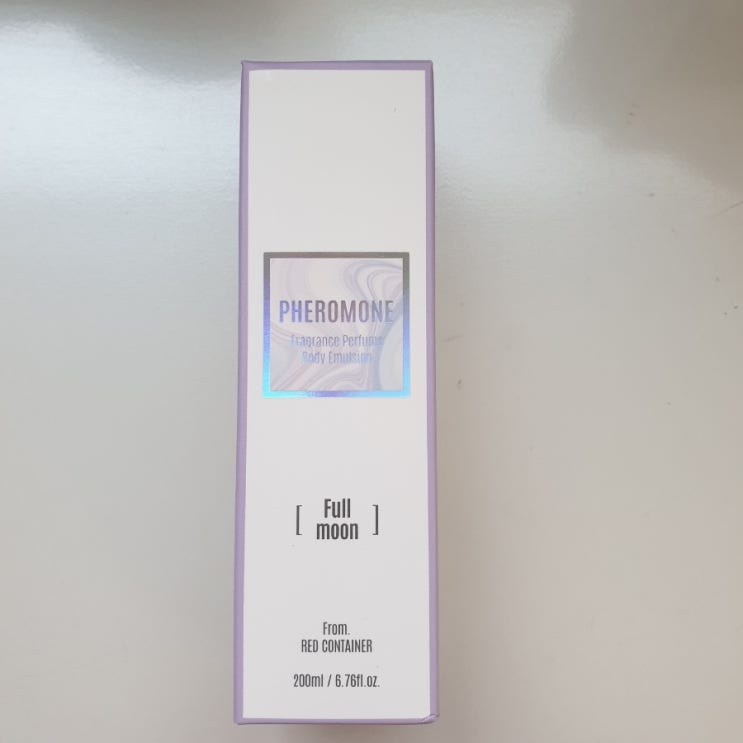 PHEROMONE
Fragrance Perfume
Body Emulsion
[ Full
moon ]
From.
RED CONTAINER
200ml / 6.76fl.oz.